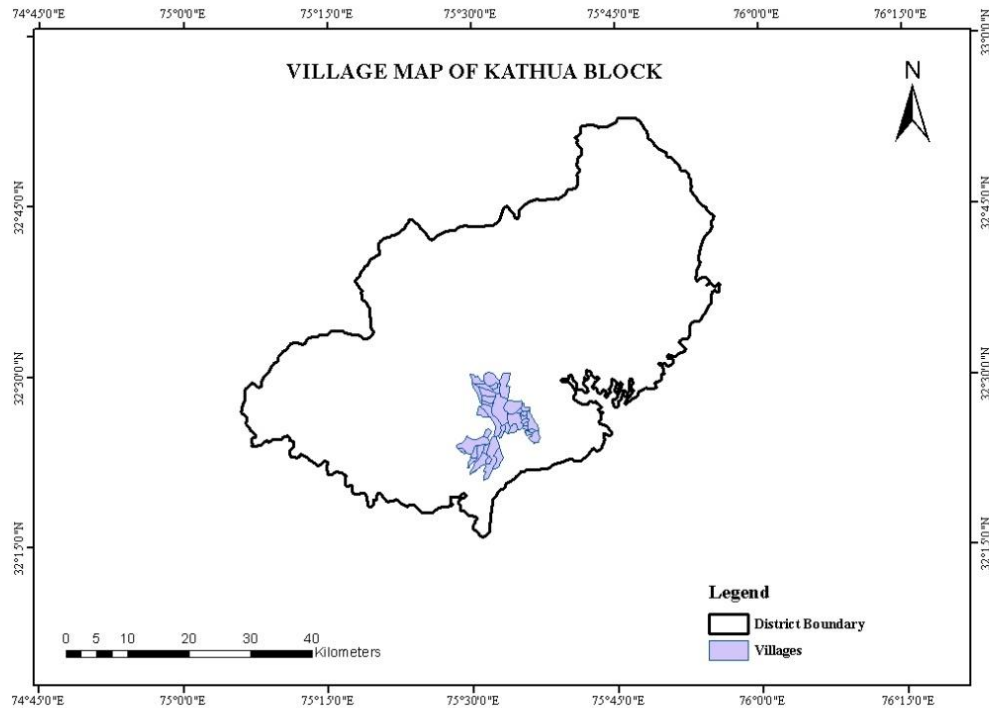 74°45'0"E 75°0'0"E 75°15'0"E 75°30'0"E 75°45'0"E 76°0'0"E 76°15'0"E
33°0'0"N
VILLAGE MAP OF KATHUA BLOCK
N
32°45'0"N 32°45'0"N
32°30'0"N 32°30'0"N
32°15'0"N 32°15'0"N
Legend
District Boundary
Villages
0 5 10 20 30 40
Kilometers
74°45'0"E 75°0'0"E 75°15'0"E 75°30'0"E 75°45'0"E 76°0'0"E 76°15'0"E